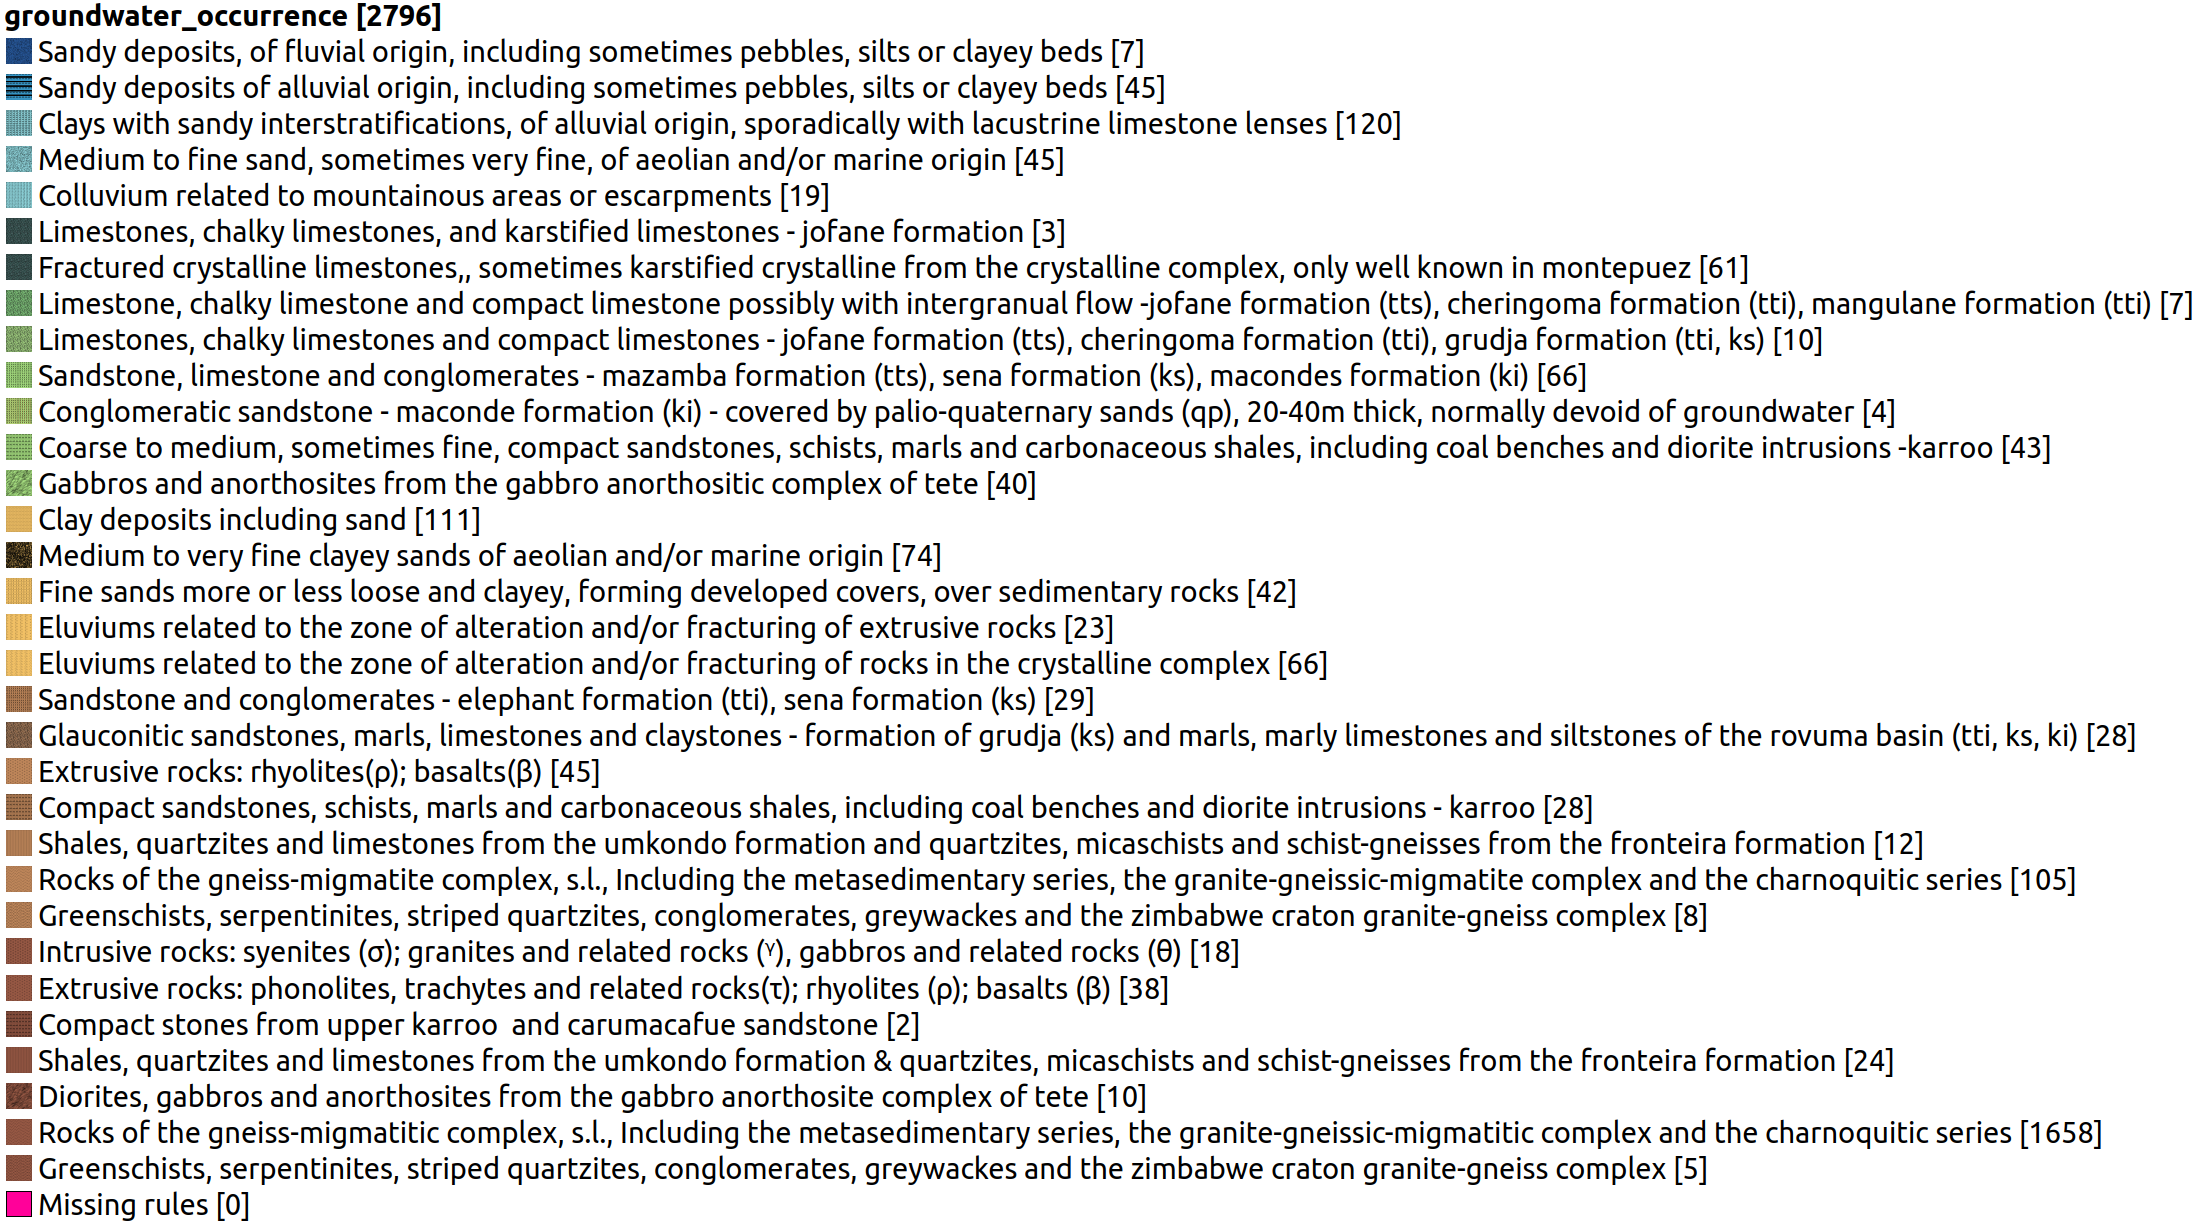 groundwater_occurrence [2796]
Sandy deposits, of fluvial origin, including sometimes pebbles, silts or clayey beds [7]
Sandy deposits of alluvial origin, including sometimes pebbles, silts or clayey beds [45]
Clays with sandy interstratifications, of alluvial origin, sporadically with lacustrine limestone lenses [120]
Medium to fine sand, sometimes very fine, of aeolian and/or marine origin [45]
Colluvium related to mountainous areas or escarpments [19]
Limestones, chalky limestones, and karstified limestones - jofane formation [3]
Fractured crystalline limestones,, sometimes karstified crystalline from the crystalline complex, only well known in montepuez [61]
Limestone, chalky limestone and compact limestone possibly with intergranual flow -jofane formation (tts), cheringoma formation (tti), mangulane formation (tti) [7]
Limestones, chalky limestones and compact limestones - jofane formation (tts), cheringoma formation (tti), grudja formation (tti, ks) [10]
Sandstone, limestone and conglomerates - mazamba formation (tts), sena formation (ks), macondes formation (ki) [66]
Conglomeratic sandstone - maconde formation (ki) - covered by palio-quaternary sands (qp), 20-40m thick, normally devoid of groundwater [4]
Coarse to medium, sometimes fine, compact sandstones, schists, marls and carbonaceous shales, including coal benches and diorite intrusions -karroo [43]
Gabbros and anorthosites from the gabbro anorthositic complex of tete [40]
Clay deposits including sand [111]
Medium to very fine clayey sands of aeolian and/or marine origin [74]
Fine sands more or less loose and clayey, forming developed covers, over sedimentary rocks [42]
Eluviums related to the zone of alteration and/or fracturing of extrusive rocks [23]
Eluviums related to the zone of alteration and/or fracturing of rocks in the crystalline complex [66]
Sandstone and conglomerates - elephant formation (tti), sena formation (ks) [29]
Glauconitic sandstones, marls, limestones and claystones - formation of grudja (ks) and marls, marly limestones and siltstones of the rovuma basin (tti, ks, ki) [28]
Extrusive rocks: rhyolites(ρ); basalts(β) [45]
Compact sandstones, schists, marls and carbonaceous shales, including coal benches and diorite intrusions - karroo [28]
Shales, quartzites and limestones from the umkondo formation and quartzites, micaschists and schist-gneisses from the fronteira formation [12]
Rocks of the gneiss-migmatite complex, s.l., Including the metasedimentary series, the granite-gneissic-migmatite complex and the charnoquitic series [105]
Greenschists, serpentinites, striped quartzites, conglomerates, greywackes and the zimbabwe craton granite-gneiss complex [8]
Intrusive rocks: syenites (σ); granites and related rocks (ᵞ), gabbros and related rocks (θ) [18]
Extrusive rocks: phonolites, trachytes and related rocks(τ); rhyolites (ρ); basalts (β) [38]
Compact stones from upper karroo  and carumacafue sandstone [2]
Shales, quartzites and limestones from the umkondo formation & quartzites, micaschists and schist-gneisses from the fronteira formation [24]
Diorites, gabbros and anorthosites from the gabbro anorthosite complex of tete [10]
Rocks of the gneiss-migmatitic complex, s.l., Including the metasedimentary series, the granite-gneissic-migmatitic complex and the charnoquitic series [1658]
Greenschists, serpentinites, striped quartzites, conglomerates, greywackes and the zimbabwe craton granite-gneiss complex [5]
Missing rules [0]